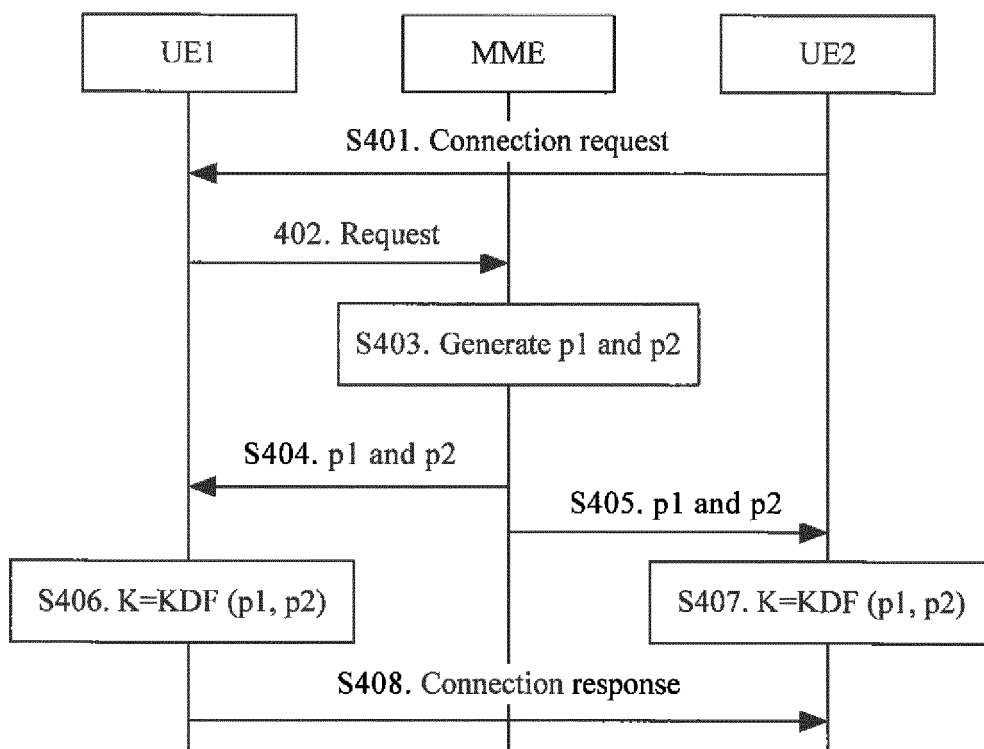 UE1
MME
UE2
S401. Connection request
402. Request
S403. Generate p1 and p2
S404. p1 and p2
S405. p1 and p2
S406. K=KDF (p1, p2)
S407. K=KDF (p1, p2)
S408. Connection response